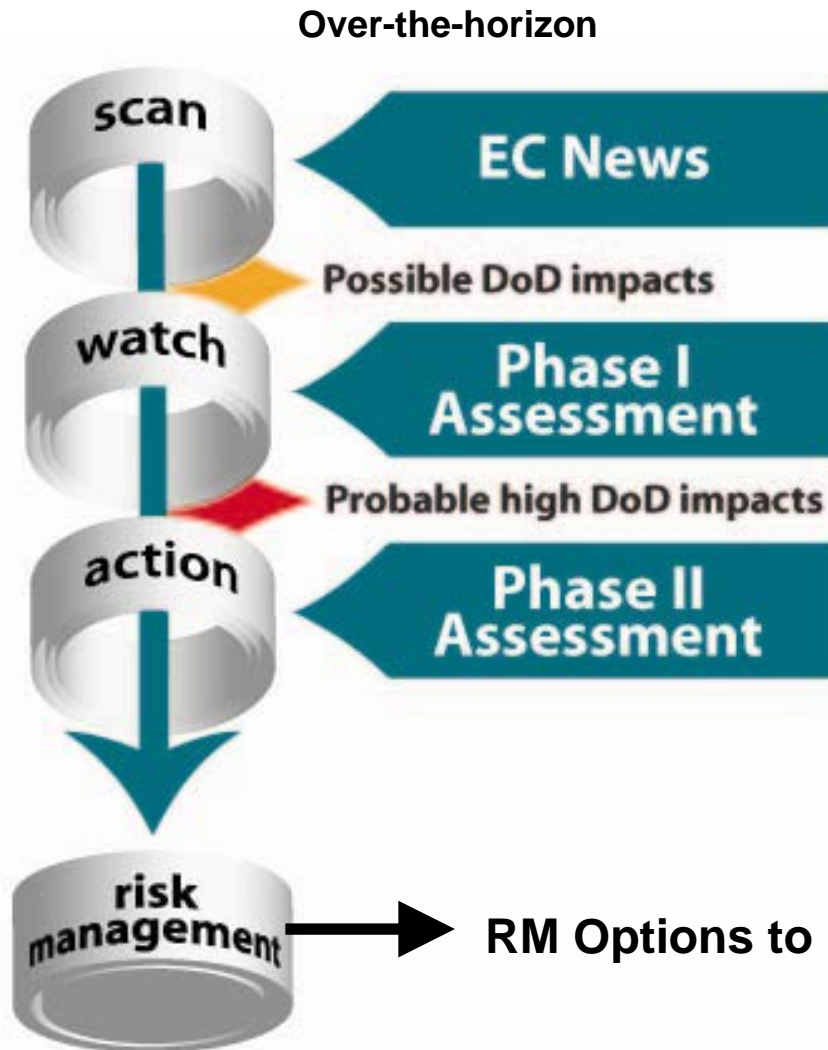 Over-the-horizon
scan
EC News
Possible DoD impacts
watch
Phase I
Assessment
Probable high DoD impacts
action
Phase II
Assessment
risk
management
RM Options to